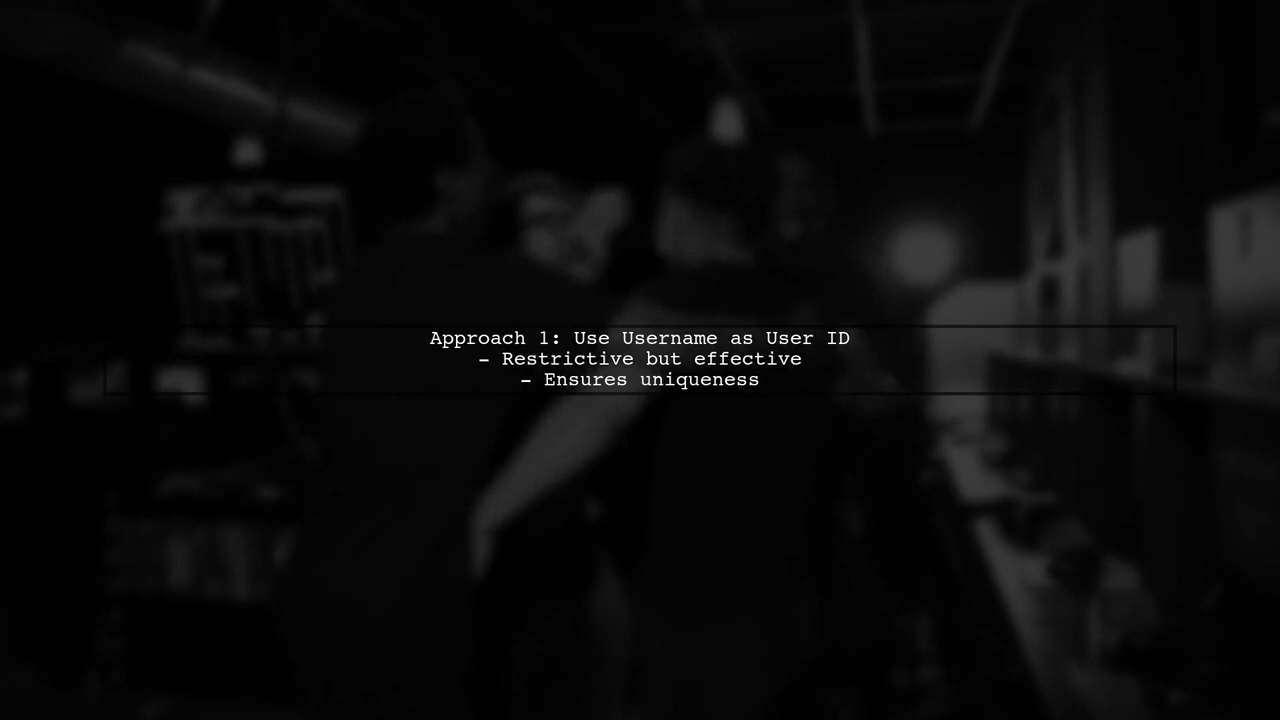 Approach 1: Use Username as User ID
- Restrictive but effective
- Ensures uniqueness